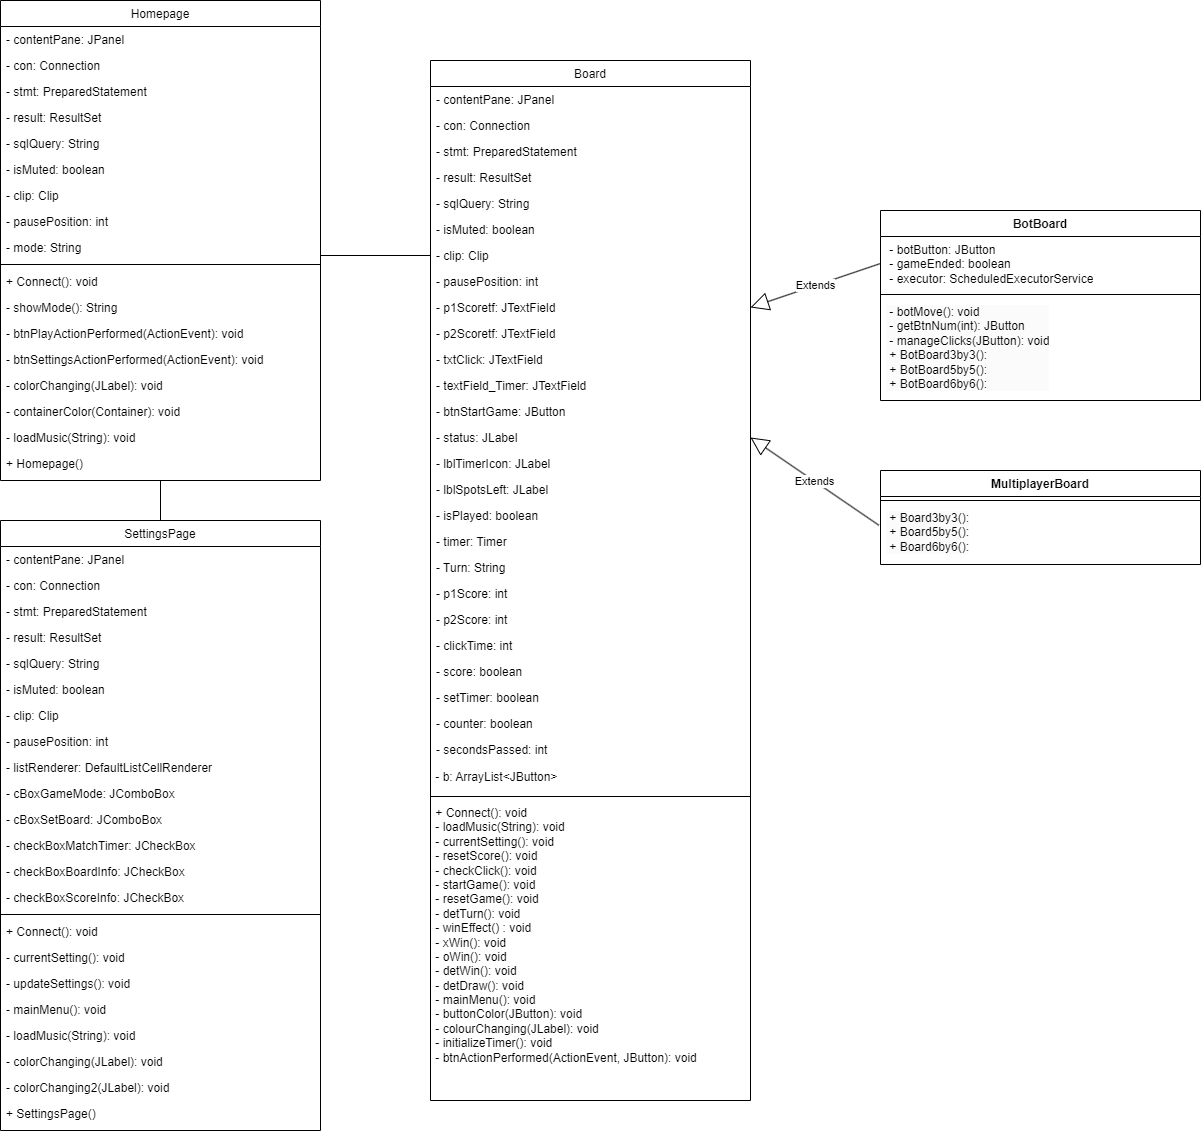 Homepage
- contentPane: JPanel
- con: Connection
- stmt: PreparedStatement
- result: ResultSet
- sqlQuery: String
- isMuted: boolean
- clip: Clip
- pausePosition: int
- mode: String
+ Connect(): void
- showMode(): String
- btnPlayActionPerformed(ActionEvent): void
- btnSettingsActionPerformed(ActionEvent): void
- colorChanging(JLabel): void
- containerColor(Container): void
- loadMusic(String): void
+ Homepage()
SettingsPage
- contentPane: JPanel
- con: Connection
- stmt: PreparedStatement
- result: ResultSet
- sqlQuery: String
- isMuted: boolean
- clip: Clip
- pausePosition: int
- listRenderer: DefaultListCellRenderer
- cBoxGameMode: JComboBox
- cBoxSetBoard: JComboBox
- checkBoxMatchTimer: JCheckBox
- checkBoxBoardInfo: JCheckBox
- checkBoxScoreInfo: JCheckBox
+ Connect(): void
- currentSetting(): void
- updateSettings(): void
- mainMenu(): void
- loadMusic(String): void
- colorChanging(JLabel): void
- colorChanging2(JLabel): void
+ SettingsPage()
Board
- contentPane: JPanel
- con: Connection
- stmt: PreparedStatement
- result: ResultSet
- sqlQuery: String
- isMuted: boolean
- clip: Clip
- pausePosition: int
- p1Scoretf: JTextField
- p2Scoretf: JTextField
- txtClick: JTextField
- textField_Timer: JTextField
- btnStartGame: JButton
- status: JLabel
- lblTimerIcon: JLabel
- lblSpotsLeft: JLabel
- isPlayed: boolean
- timer: Timer
- Turn: String
- p1Score: int
- p2Score: int
- clickTime: int
- score: boolean
- setTimer: boolean
- counter: boolean
- secondsPassed: int
- b: ArrayList<JButton>
+ Connect(): void
- loadMusic(String): void
- currentSetting(): void
- resetScore(): void
- checkClick(): void
- startGame(): void
- resetGame(): void
- detTurn(): void
- winEffect() : void
- xWin(): void
- oWin(): void
- detWin(): void
- detDraw(): void
- mainMenu(): void
- buttonColor(JButton): void
- colourChanging(JLabel): void
- initializeTimer(): void
- btnActionPerformed(ActionEvent, JButton): void
Extends
Extends
BotBoard
- botButton: JButton
- gameEnded: boolean
- executor: ScheduledExecutorService
- botMove(): void
- getBtnNum(int): JButton
- manageClicks(JButton): void
+ BotBoard3by3():
+ BotBoard5by5():
+ BotBoard6by6():
MultiplayerBoard
+ Board3by3():
+ Board5by5():
+ Board6by6():